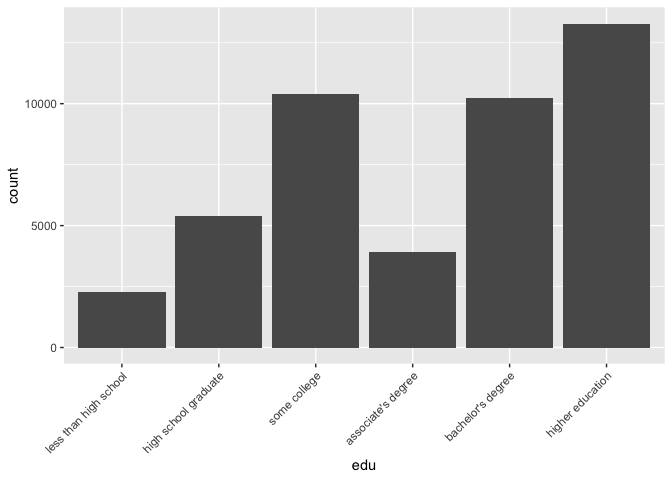 count
10000
5000
0
less than high school
high school graduate
some college
associate's degree
bachelor's degree
higher education
edu